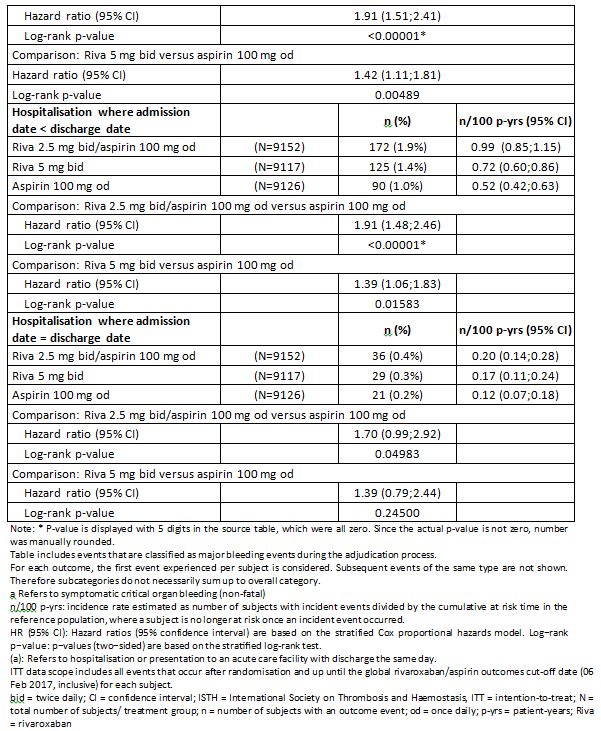 Hazard ratio (95% CI) 1.91 (1.51;2.41)
Log-rank p-value <0.00001*
Comparison: Riva 5 mg bid versus aspirin 100 mg od
Hazard ratio (95% CI) 1.42 (1.11;1.81)
Log-rank p-value 0.00489
Hospitalisation where admission
date < discharge date n (%) n/100 p-yrs (95% CI)
Riva 2.5 mg bid/aspirin 100 mg od (N=9152) 172 (1.9%) 0.99 (0.85;1.15)
Riva 5 mg bid (N=9117) 125 (1.4%) 0.72 (0.60;0.86)
Aspirin 100 mg od (N=9126) 90 (1.0%) 0.52 (0.42;0.63)
Comparison: Riva 2.5 mg bid/aspirin 100 mg od versus aspirin 100 mg od
Hazard ratio (95% CI) 1.91 (1.48;2.46)
Log-rank p-value <0.00001*
Comparison: Riva 5 mg bid versus aspirin 100 mg od
Hazard ratio (95% CI) 1.39 (1.06;1.83)
Log-rank p-value 0.01583
Hospitalisation where admission
date = discharge date n (%) n/100 p-yrs (95% CI)
Riva 2.5 mg bid/aspirin 100 mg od (N=9152) 36 (0.4%) 0.20 (0.14;0.28)
Riva 5 mg bid (N=9117) 29 (0.3%) 0.17 (0.11;0.24)
Aspirin 100 mg od (N=9126) 21 (0.2%) 0.12 (0.07;0.18)
Comparison: Riva 2.5 mg bid/aspirin 100 mg od versus aspirin 100 mg od
Hazard ratio (95% CI) 1.70 (0.99;2.92)
Log-rank p-value 0.04983
Comparison: Riva 5 mg bid versus aspirin 100 mg od
Hazard ratio (95% CI) 1.39 (0.79;2.44)
Log-rank p-value 0.24500
Note: * P-value is displayed with 5 digits in the source table, which were all zero. Since the actual p-value is not zero, number
was manually rounded.
Table includes events that are classified as major bleeding events during the adjudication process.
For each outcome, the first event experienced per subject is considered. Subsequent events of the same type are not shown.
Therefore subcategories do not necessarily sum up to overall category.
a Refers to symptomatic critical organ bleeding (non-fatal)
n/100 p-yrs: incidence rate estimated as number of subjects with incident events divided by the cumulative at risk time in the
reference population, where a subject is no longer at risk once an incident event occurred.
HR (95% CI): Hazard ratios (95% confidence interval) are based on the stratified Cox proportional hazards model. Log-rank
p-value: p-values (two-sided) are based on the stratified log-rank test.
(a): Refers to hospitalisation or presentation to an acute care facility with discharge the same day.
ITT data scope includes all events that occur after randomisation and up until the global rivaroxaban/aspirin outcomes cut-off date (06
Feb 2017, inclusive) for each subject.
bid = twice daily; CI = confidence interval; ISTH = International Society on Thrombosis and Haemostasis, ITT = intention-to-treat; N =
total number of subjects/ treatment group; n = number of subjects with an outcome event; od = once daily; p-yrs = patient-years; Riva
= rivaroxaban